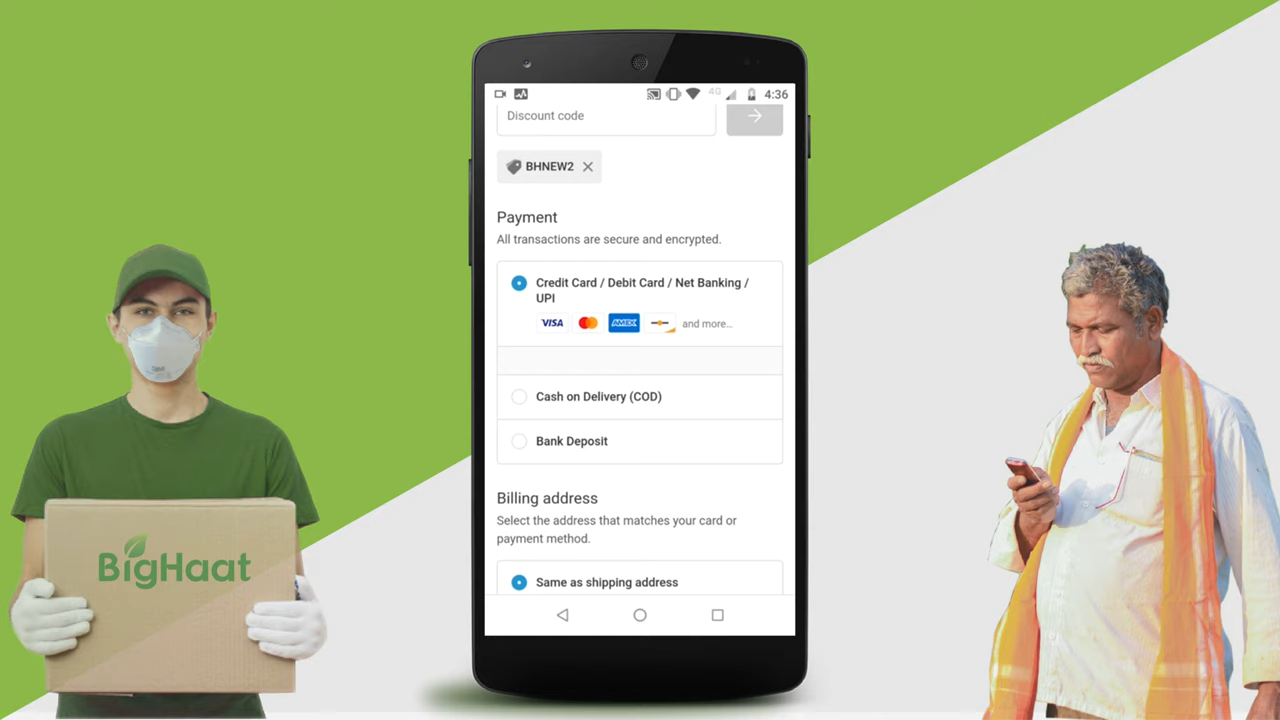 4G 4:36
Discount code
BHNEW2
Payment
All transactions are secure and encrypted.
Credit Card / Debit Card / Net Banking /
UPI
VISA AMEX and more...
Cash on Delivery (COD)
Bank Deposit
Billing address
Select the address that matches your card or
payment method.
Same as shipping address
BigHaat